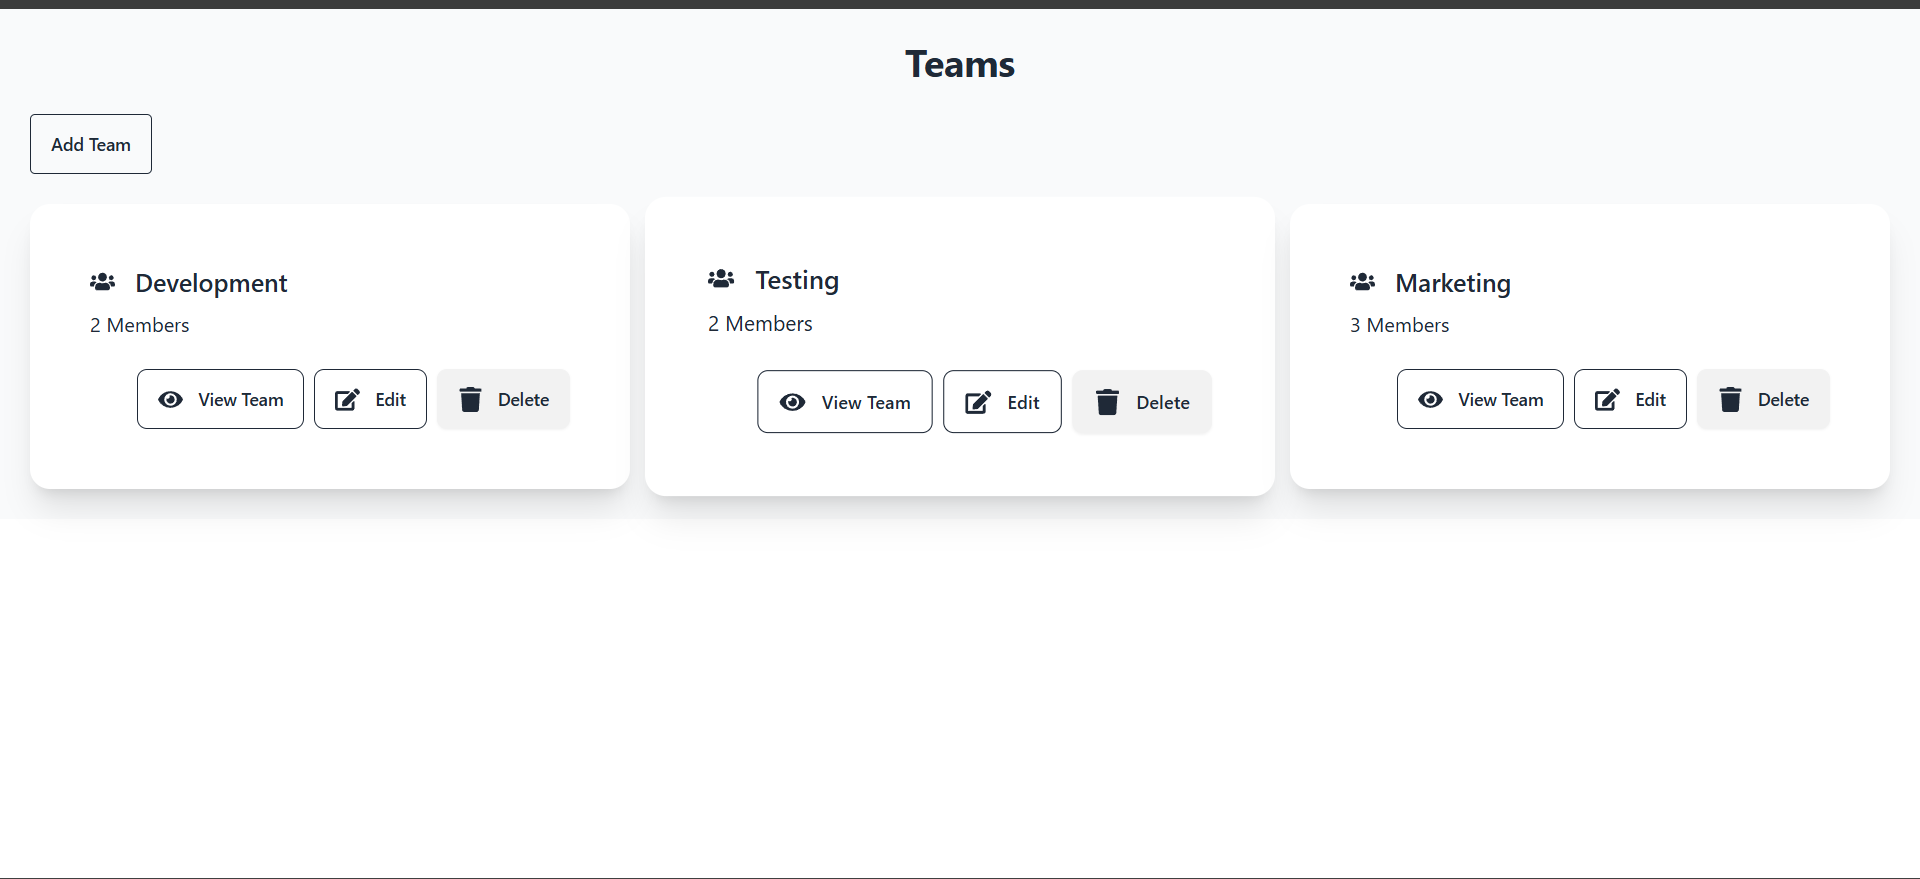 Teams
Add Team
Development
2 Members
View Team Edit Delete
Testing
2 Members
View Team Edit Delete
Marketing
3 Members
View Team Edit Delete